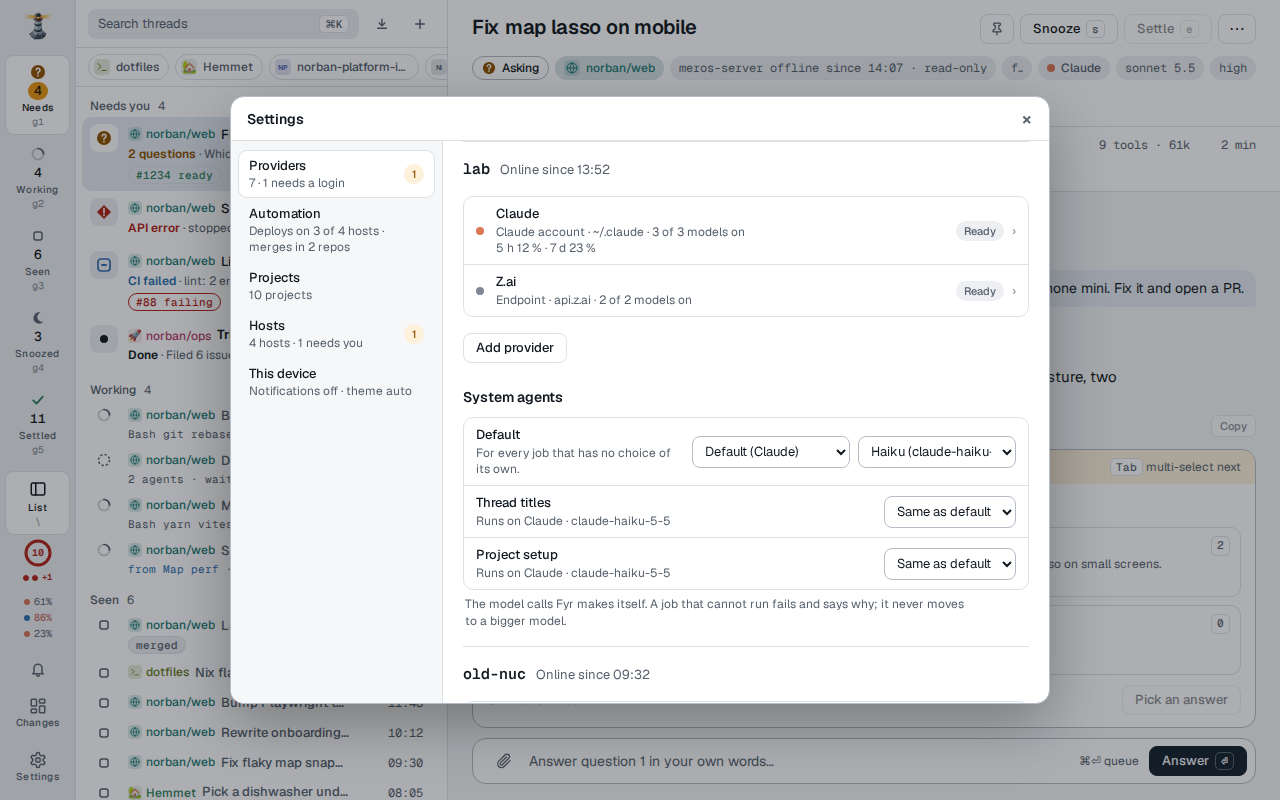 Search threads
⌘K
dotfiles
Hemmet
NP
norban-platform-i…
4
Needs
g1
4
Working
g2
6
Seen
g3
3
Snoozed
g4
11
Settled
g5
List
\
10
+1
61%
86%
23%
Changes
Settings
Needs you 4
norban/web F
2 questions · Whic
#1234 ready
norban/web S
API error · stoppe
norban/web Li
CI failed · lint: 2 er
#88 failing
norban/ops Tr
Done · Filed 6 issue
Working 4
norban/web B
Bash git rebase
norban/web D
2 agents · wait
norban/web M
Bash yarn vites
norban/web S
from Map perf ·
Seen 6
norban/web L
merged
dotfiles Nix fla
norban/web Bump Playwright t… 11:43
norban/web Rewrite onboarding… 10:12
norban/web Fix flaky map snap… 09:30
Hemmet Pick a dishwasher und… 08:05
Fix map lasso on mobile
Snooze s
Settle e
Asking
norban/web
meros-server offline since 14:07 · read-only
f…
Claude
sonnet 5.5
high
9 tools · 61k 2 min
one mini. Fix it and open a PR.
sture, two
Copy
Tab multi-select next
2
so on small screens.
0
Pick an answer
Answer question 1 in your own words…
⌘⏎ queue
Answer ⏎
Settings
×
Providers
7 · 1 needs a login
1
Automation
Deploys on 3 of 4 hosts ·
merges in 2 repos
Projects
10 projects
Hosts
4 hosts · 1 needs you
1
This device
Notifications off · theme auto
lab Online since 13:52
Claude
Claude account · ~/.claude · 3 of 3 models on
5 h 12 % · 7 d 23 %
Ready ›
Z.ai
Endpoint · api.z.ai · 2 of 2 models on
Ready ›
Add provider
System agents
Default
For every job that has no choice of
its own.
Default (Claude)
Haiku (claude-haiku-
Thread titles
Runs on Claude · claude-haiku-5-5
Same as default
Project setup
Runs on Claude · claude-haiku-5-5
Same as default
The model calls Fyr makes itself. A job that cannot run fails and says why; it never moves
to a bigger model.
old-nuc Online since 09:32